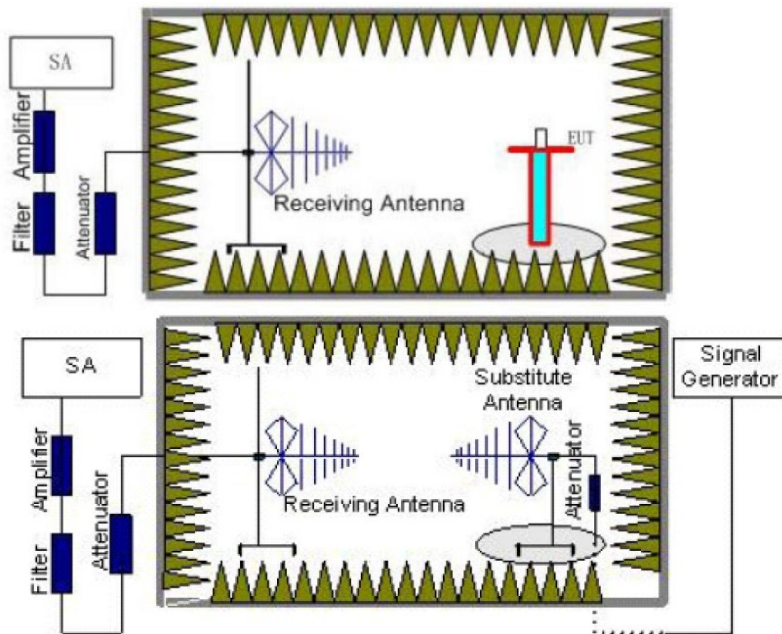 SA
Amplifier
Filter
Attenuator
Receiving Antenna
EUT
SA
Amplifier
Filter
Attenuator
Receiving Antenna
Substitute
Antenna
Attenuator
Signal
Generator